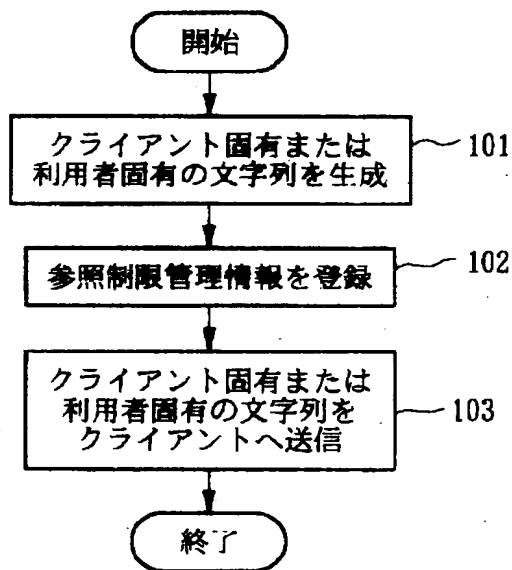 開始
クライアント固有または
利用者固有の文字列を生成
101
参照制限管理情報を登録
102
クライアント固有または
利用者固有の文字列を
クライアントへ送信
103
終了